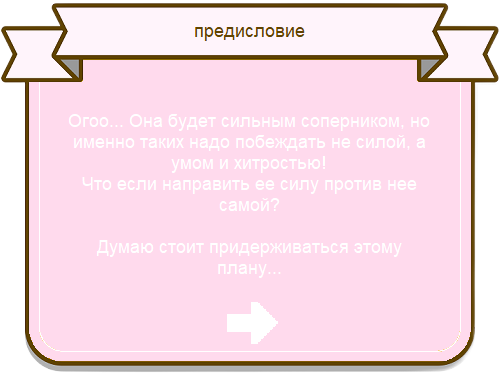 предисловие
Огоо... Она будет сильным соперником, но
именно таких надо побеждать не силой, а
умом и хитростью!
Что если направить ее силу против нее
самой?
Думаю стоит придерживаться этому
плану...